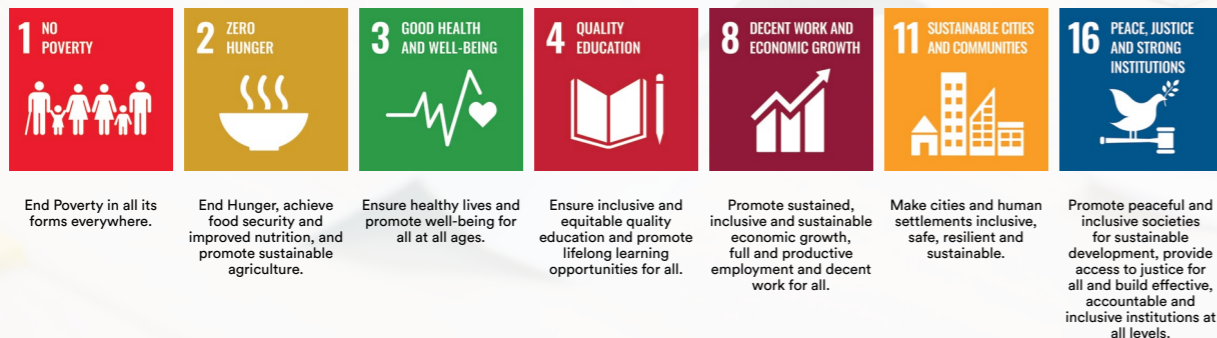 1 NO
POVERTY
2 ZERO
HUNGER
3 GOOD HEALTH
AND WELL-BEING
4 QUALITY
EDUCATION
8 DECENT WORK AND
ECONOMIC GROWTH
11 SUSTAINABLE CITIES
AND COMMUNITIES
16 PEACE, JUSTICE
AND STRONG
INSTITUTIONS
End Poverty in all its
forms everywhere.
End Hunger, achieve
food security and
improved nutrition, and
promote sustainable
agriculture.
Ensure healthy lives and
promote well-being for
all at all ages.
Ensure inclusive and
equitable quality
education and promote
lifelong learning
opportunities for all.
Promote sustained,
inclusive and sustainable
economic growth,
full and productive
employment and decent
work for all.
Make cities and human
settlements inclusive,
safe, resilient and
sustainable.
Promote peaceful and
inclusive societies
for sustainable
development, provide
access to justice for
all and build effective,
accountable and
inclusive institutions at
all levels.